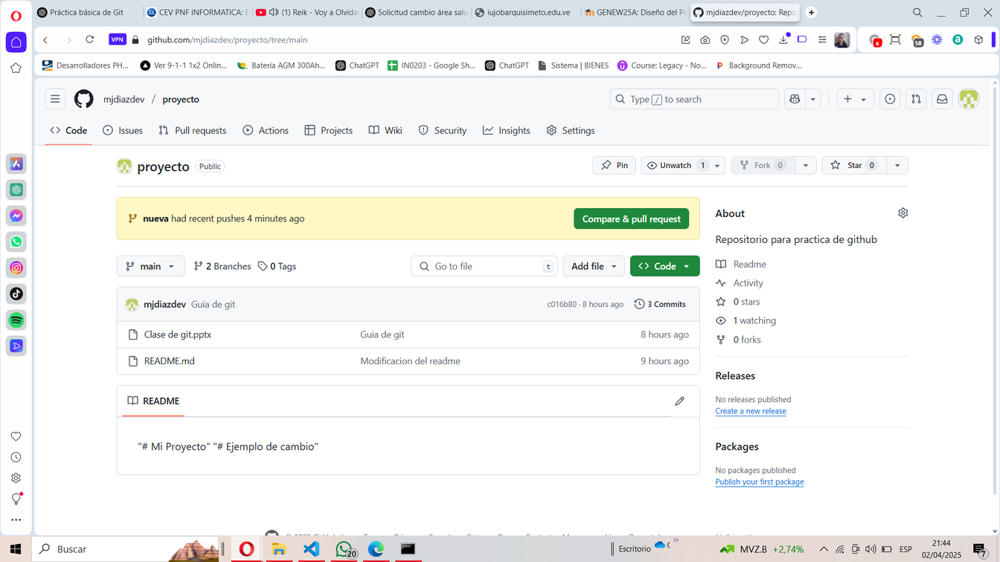 Práctica básica de Git
CEV PNF INFORMATICA: E
(1) Reik - Voy a Olvida
Solicitud cambio área salu
iujobarquisimeto.edu.ve
GENEW25A: Diseño del Pl
mjdiazdev/proyecto: Repo
VPN
github.com/mjdiazdev/proyecto/tree/main
x
58
a
Desarrolladores PH...
Ver 9-1-1 1x2 Onlin...
Batería AGM 300Ah...
ChatGPT
IN0203 - Google Sh...
ChatGPT
Sistema | BIENES
Course: Legacy - No...
Background Remov...
mjdiazdev / proyecto
Type / to search
Code
Issues
Pull requests
Actions
Projects
Wiki
Security
Insights
Settings
proyecto Public
Pin
Unwatch 1
Fork 0
Star 0
nueva had recent pushes 4 minutes ago
Compare & pull request
main
2 Branches
0 Tags
Go to file t
Add file
Code
mjdiazdev Guia de git
c016b80 · 8 hours ago
3 Commits
Clase de git.pptx
Guia de git
8 hours ago
README.md
Modificacion del readme
9 hours ago
README
"# Mi Proyecto" "# Ejemplo de cambio"
About
Repositorio para practica de github
Readme
Activity
0 stars
1 watching
0 forks
Releases
No releases published
Create a new release
Packages
No packages published
Publish your first package
Buscar
20
Escritorio
MVZ.B +2,74%
ESP
21:44
02/04/2025
7